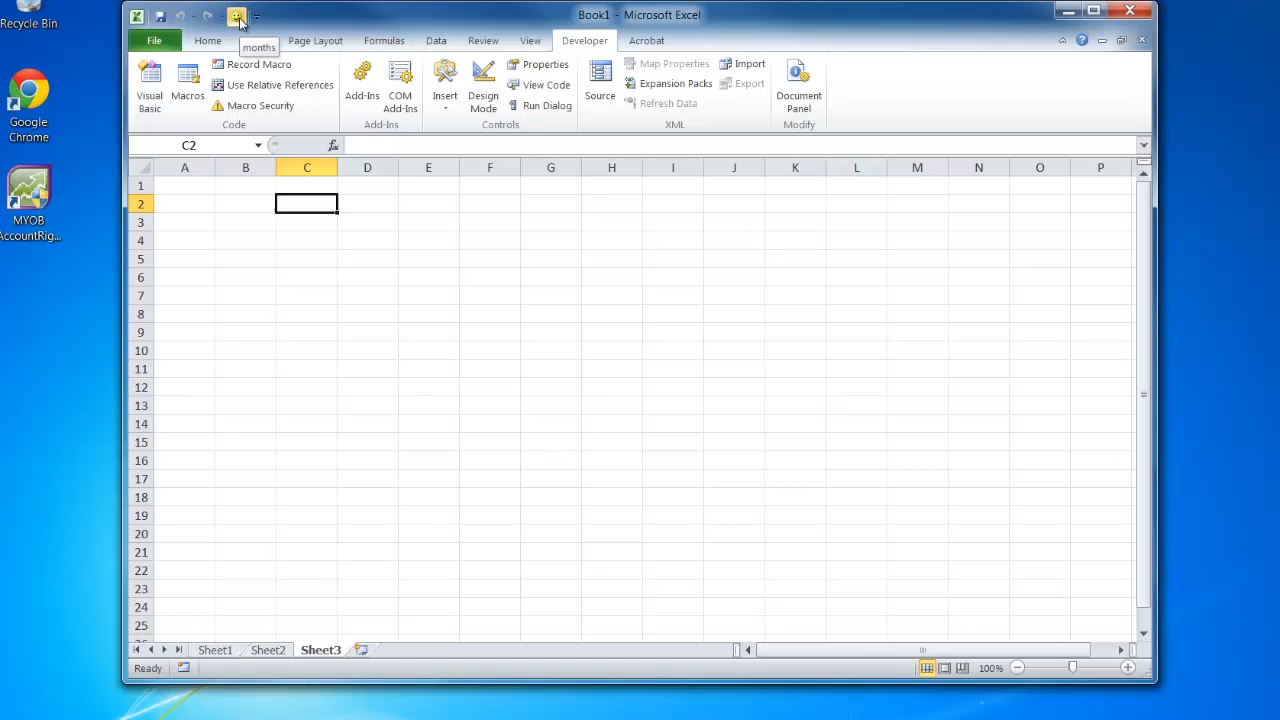 Recycle Bin
Google
Chrome
MYOB
AccountRig...
Book1 - Microsoft Excel
months
File Home Page Layout Formulas Data Review View Developer Acrobat
Visual
Basic
Macros
Record Macro
Use Relative References
Macro Security
Code
Add-Ins
COM
Add-Ins
Add-Ins
Insert
Design
Mode
Properties
View Code
Run Dialog
Controls
Source
Map Properties
Expansion Packs
Refresh Data
Import
Export
XML
Document
Panel
Modify
C2
fx
A B C D E F G H I J K L M N O P
1
2
3
4
5
6
7
8
9
10
11
12
13
14
15
16
17
18
19
20
21
22
23
24
25
Sheet1 Sheet2 Sheet3
Ready
100%